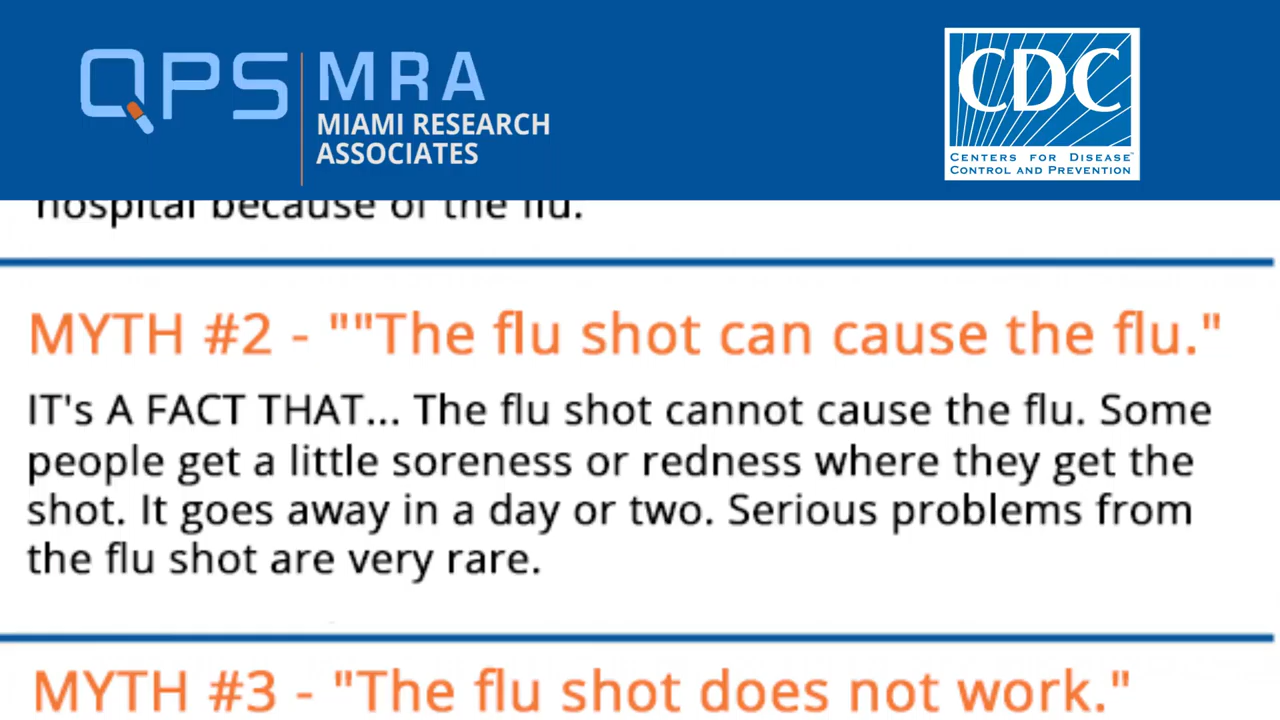 QPS
MRA
MIAMI RESEARCH
ASSOCIATES
CDC
CENTERS FOR DISEASE™
CONTROL AND PREVENTION
hospital because of the flu.
MYTH #2 - ""The flu shot can cause the flu."
IT's A FACT THAT... The flu shot cannot cause the flu. Some
people get a little soreness or redness where they get the
shot. It goes away in a day or two. Serious problems from
the flu shot are very rare.
MYTH #3 - "The flu shot does not work."